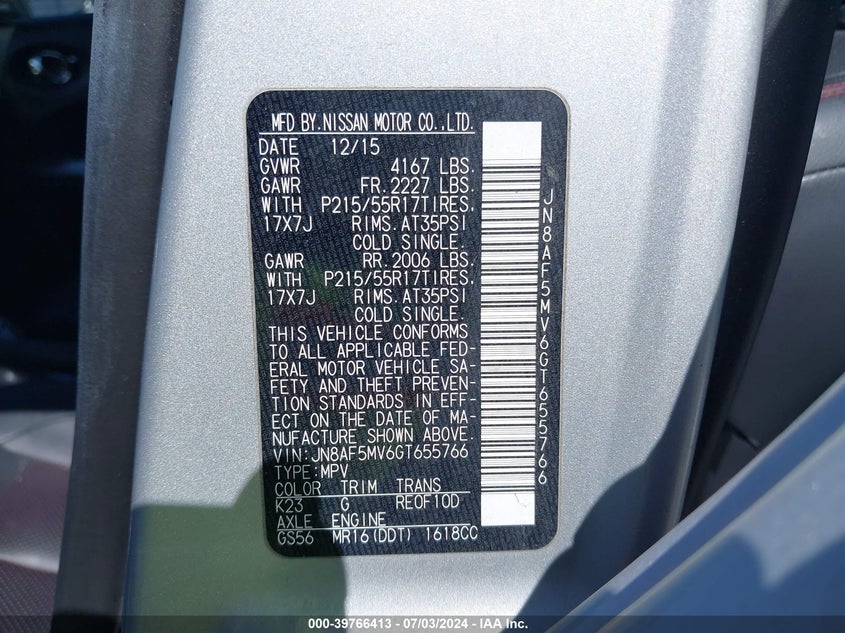 MFD BY.NISSAN MOTOR CO.,LTD.
DATE 12/15
GVWR 4167 LBS.
GAWR FR. 2227 LBS.
WITH P215/55R17TIRES.
17X7J RIMS.AT35PSI
COLD SINGLE.
GAWR RR. 2006 LBS.
WITH P215/55R17TIRES.
17X7J RIMS.AT35PSI
COLD SINGLE.
THIS VEHICLE CONFORMS
TO ALL APPLICABLE FED-
ERAL MOTOR VEHICLE SA-
FETY AND THEFT PREVEN-
TION STANDARDS IN EFF-
ECT ON THE DATE OF MA-
NUFACTURE SHOWN ABOVE.
VIN:JN8AF5MV6GT655766
TYPE:MPV
COLOR TRIM TRANS
K23 G RE0F10D
AXLE ENGINE
GS56 MR16(DDT) 1618CC
JN8AF5MV6GT655766
000-39766413 - 07/03/2024 - IAA Inc.